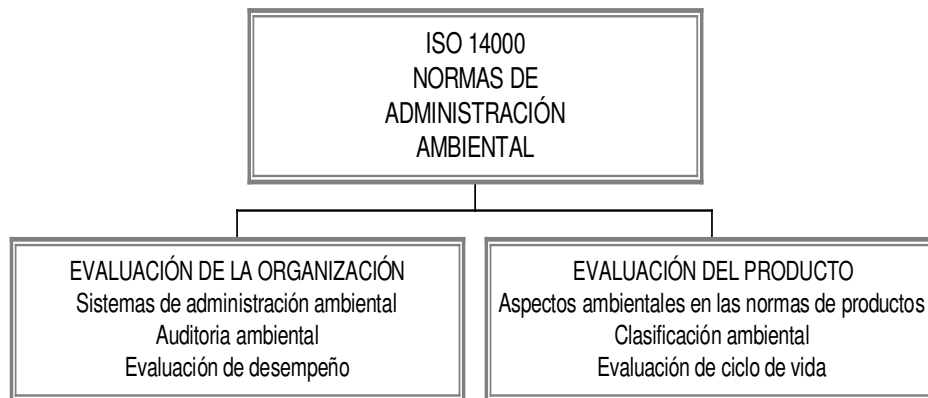 ISO 14000
NORMAS DE
ADMINISTRACIÓN
AMBIENTAL
EVALUACIÓN DE LA ORGANIZACIÓN
Sistemas de administración ambiental
Auditoria ambiental
Evaluación de desempeño
EVALUACIÓN DEL PRODUCTO
Aspectos ambientales en las normas de productos
Clasificación ambiental
Evaluación de ciclo de vida